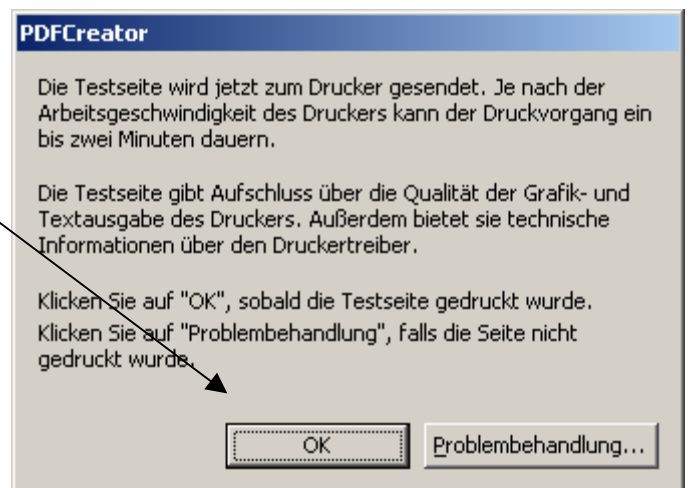 PDFCreator
Die Testseite wird jetzt zum Drucker gesendet. Je nach der
Arbeitsgeschwindigkeit des Druckers kann der Druckvorgang ein
bis zwei Minuten dauern.
Die Testseite gibt Aufschluss über die Qualität der Grafik- und
Textausgabe des Druckers. Außerdem bietet sie technische
Informationen über den Druckertreiber.
Klicken Sie auf "OK", sobald die Testseite gedruckt wurde.
Klicken Sie auf "Problembehandlung", falls die Seite nicht
gedruckt wurde.
OK Problembehandlung...